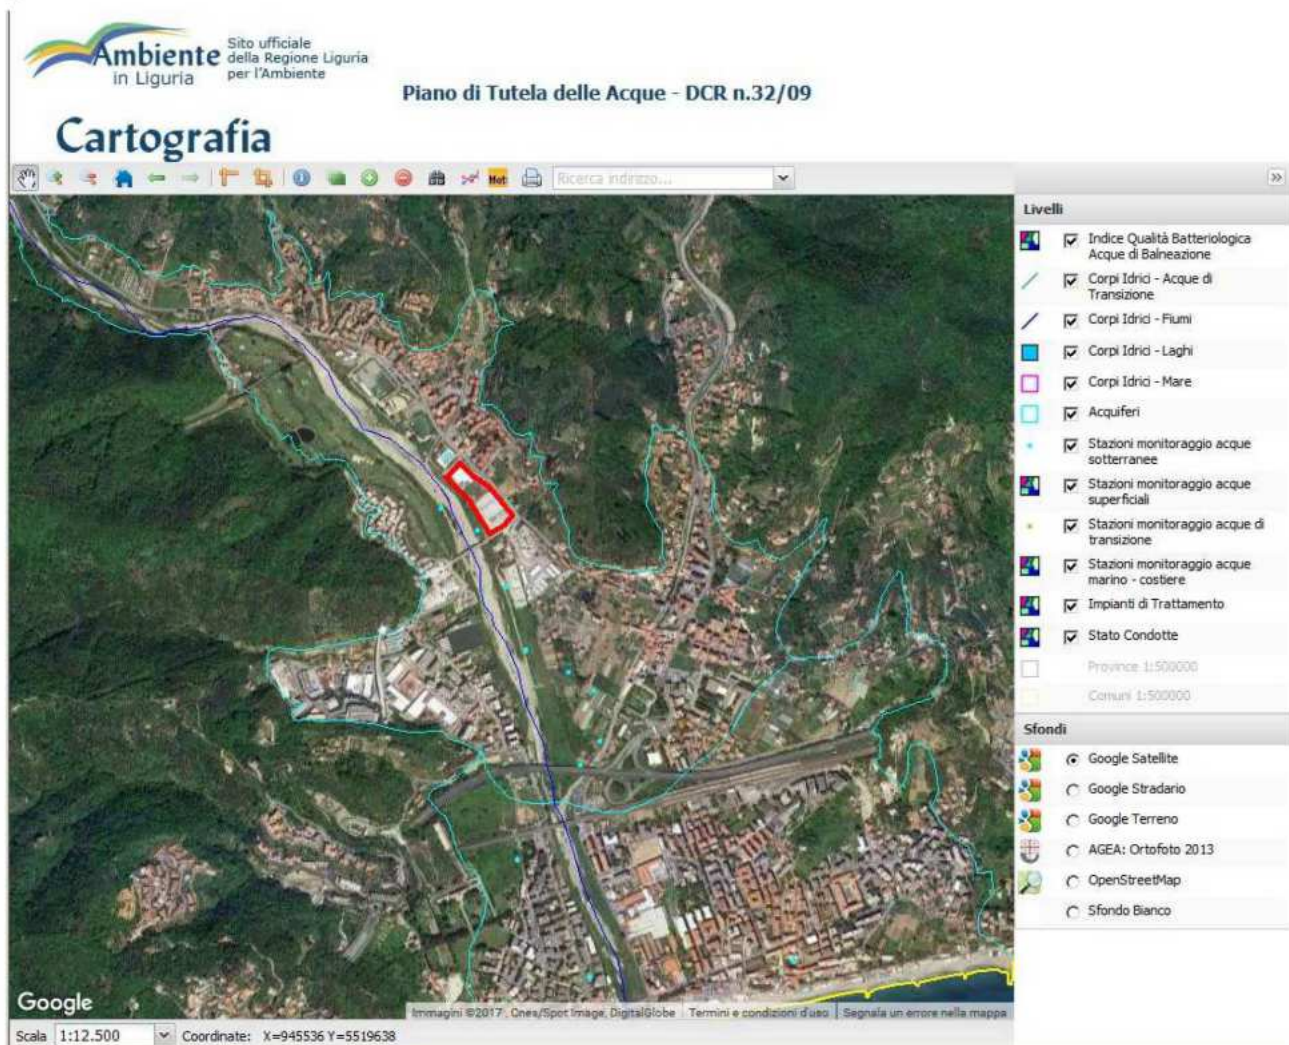 Ambiente
in Liguria
Sito ufficiale
della Regione Liguria
per l'Ambiente
Piano di Tutela delle Acque - DCR n.32/09
Cartografia
Ricerca indirizzo...
Livelli
Indice Qualità Batteriologica
Acque di Balneazione
Corpi Idrici - Acque di
Transizione
Corpi Idrici - Fiumi
Corpi Idrici - Laghi
Corpi Idrici - Mare
Acquiferi
Stazioni monitoraggio acque
sotterranee
Stazioni monitoraggio acque
superficiali
Stazioni monitoraggio acque di
transizione
Stazioni monitoraggio acque
marino - costiere
Impianti di Trattamento
Stato Condotte
Province 1:500000
Comuni 1:500000
Sfondi
Google Satellite
Google Stradario
Google Terreno
AGEA: Ortofoto 2013
OpenStreetMap
Sfondo Bianco
Google
Immagini ©2017 , Cnes/Spot Image, DigitalGlobe Termini e condizioni d'uso Segnala un errore nella mappa
Scala 1:12.500 Coordinate: X=945536 Y=5519638